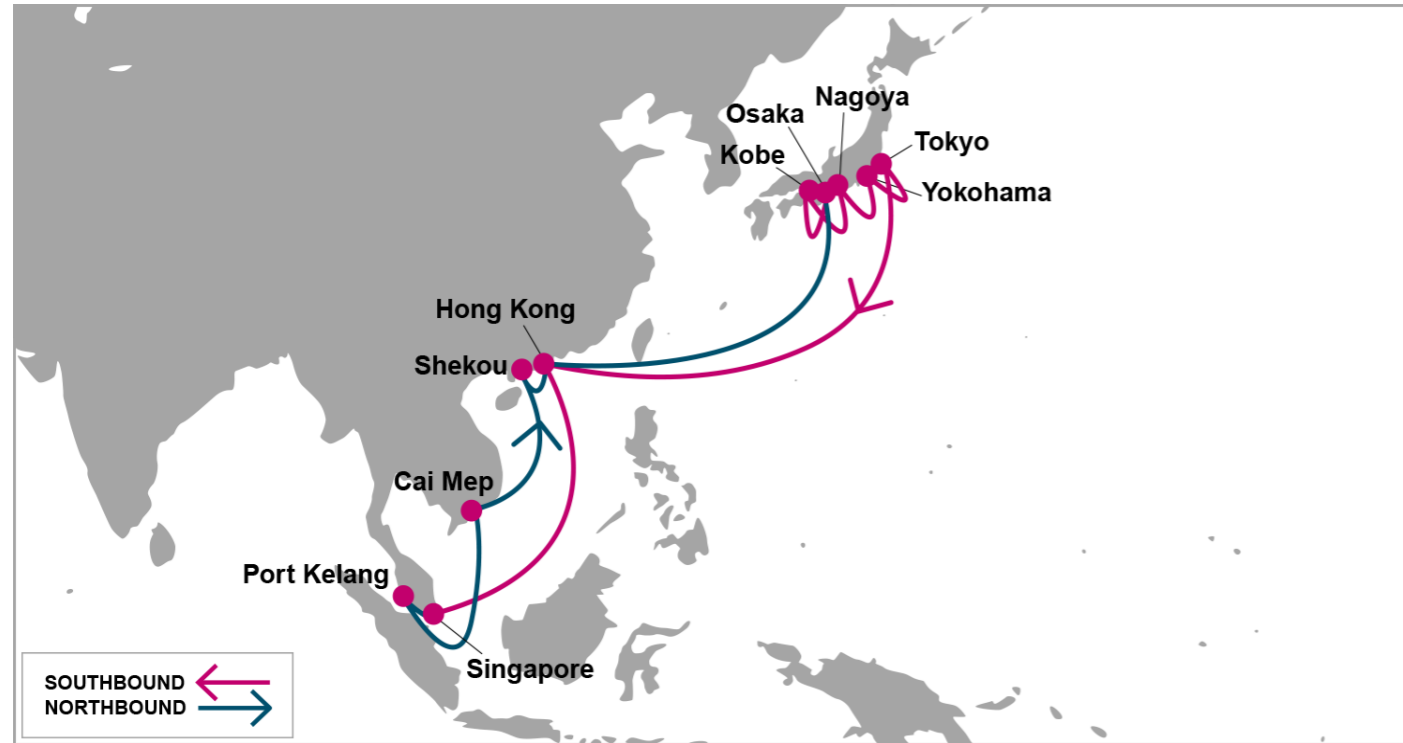 Nagoya
Osaka
Tokyo
Kobe
Yokohama
Hong Kong
Shekou
Cai Mep
Port Kelang
Singapore
SOUTHBOUND
NORTHBOUND